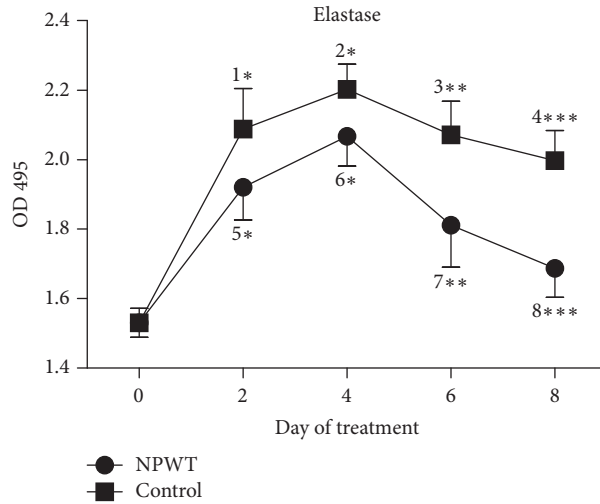 Elastase
2.4
2.2
2.0
1.8
1.6
1.4
OD 495
1*
2*
3**
4***
5*
6*
7**
8***
0 2 4 6 8
Day of treatment
NPWT
Control